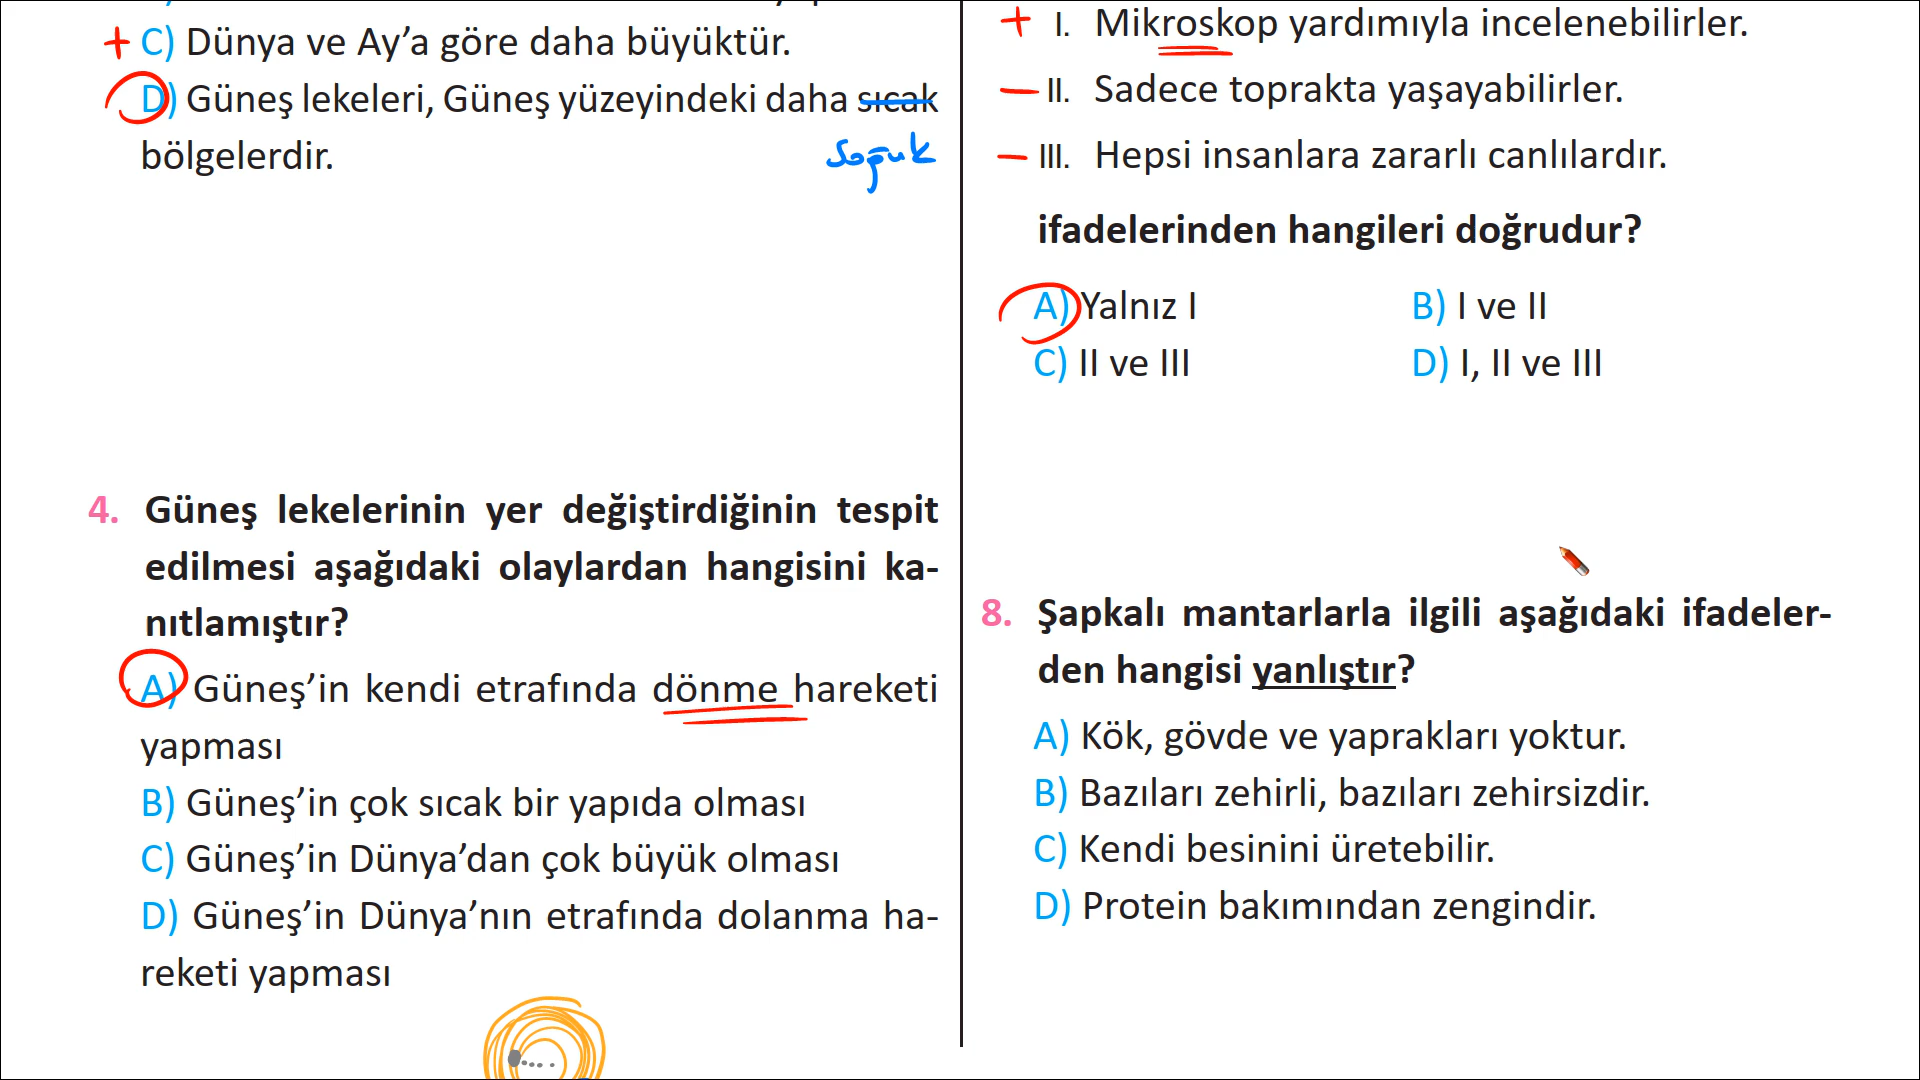 C) Dünya ve Ay’a göre daha büyüktür.
D) Güneş lekeleri, Güneş yüzeyindeki daha sıcak
bölgelerdir.
soğuk
4. Güneş lekelerinin yer değiştirdiğinin tespit
edilmesi aşağıdaki olaylardan hangisini ka-
nıtlamıştır?
A) Güneş’in kendi etrafında dönme hareketi
yapması
B) Güneş’in çok sıcak bir yapıda olması
C) Güneş’in Dünya’dan çok büyük olması
D) Güneş’in Dünya’nın etrafında dolanma ha-
reketi yapması
I. Mikroskop yardımıyla incelenebilirler.
II. Sadece toprakta yaşayabilirler.
III. Hepsi insanlara zararlı canlılardır.
ifadelerinden hangileri doğrudur?
A) Yalnız I
B) I ve II
C) II ve III
D) I, II ve III
8. Şapkalı mantarlarla ilgili aşağıdaki ifadeler-
den hangisi yanlıştır?
A) Kök, gövde ve yaprakları yoktur.
B) Bazıları zehirli, bazıları zehirsizdir.
C) Kendi besinini üretebilir.
D) Protein bakımından zengindir.